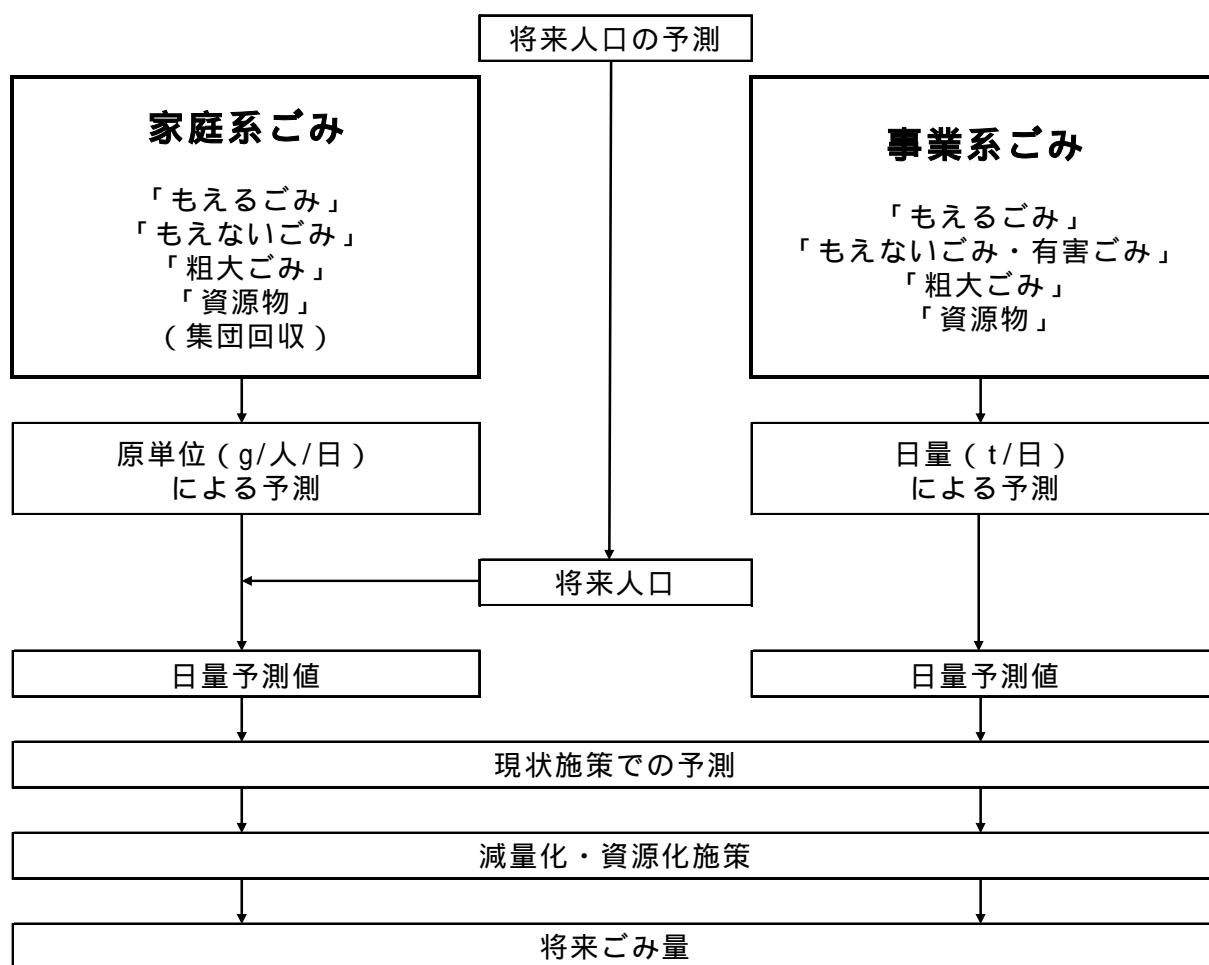 将来人口の予測
家庭系ごみ
「もえるごみ」
「もえないごみ」
「粗大ごみ」
「資源物」
（集団回収）
事業系ごみ
「もえるごみ」
「もえないごみ・有害ごみ」
「粗大ごみ」
「資源物」
原単位（g/人/日）
による予測
日量（t/日）
による予測
将来人口
日量予測値
日量予測値
現状施策での予測
減量化・資源化施策
将来ごみ量